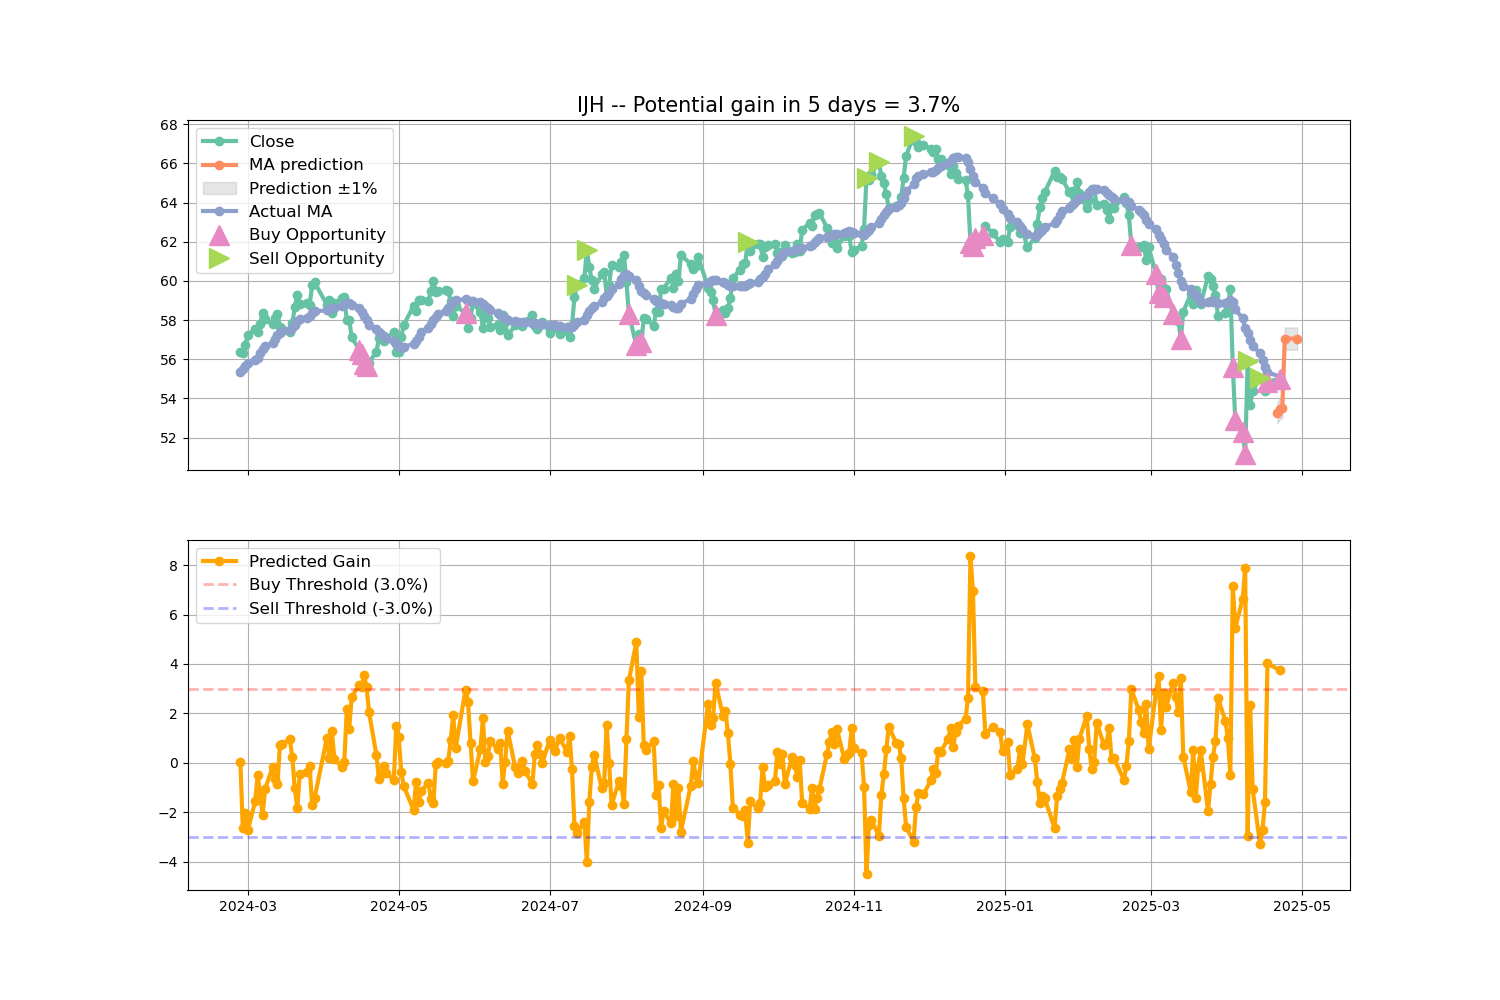 IJH -- Potential gain in 5 days = 3.7%
68
66
64
62
60
58
56
54
52
Close
MA prediction
Prediction ±1%
Actual MA
Buy Opportunity
Sell Opportunity
8
6
4
2
0
−2
−4
Predicted Gain
Buy Threshold (3.0%)
Sell Threshold (-3.0%)
2024-03
2024-05
2024-07
2024-09
2024-11
2025-01
2025-03
2025-05